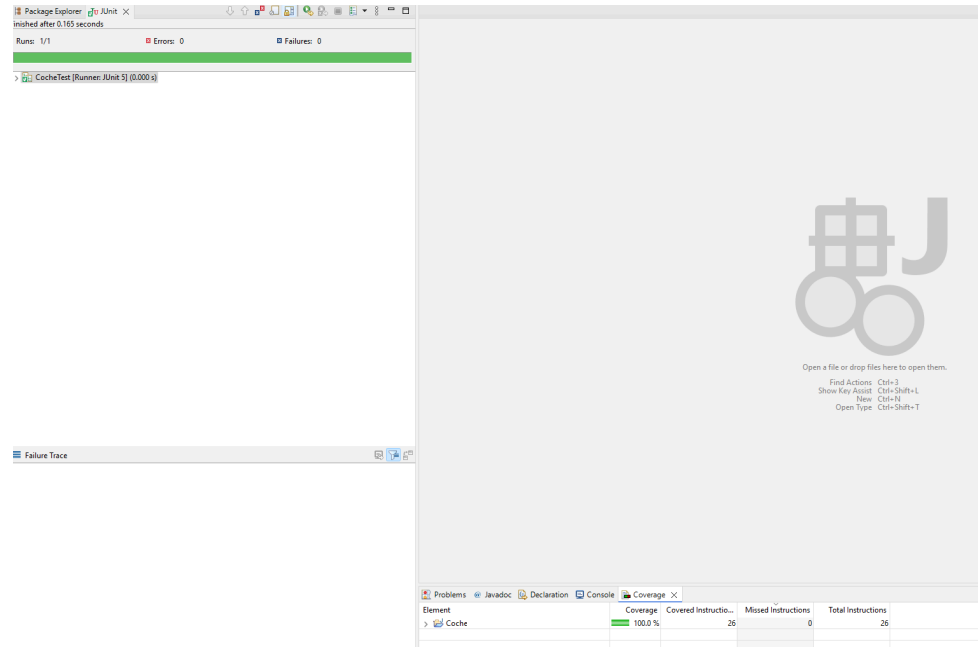 Package Explorer JUnit
inished after 0.165 seconds
Runs: 1/1 Errors: 0 Failures: 0
CocheTest [Runner: JUnit 5] (0.000 s)
Open a file or drop files here to open them.
Find Actions Ctrl+3
Show Key Assist Ctrl+Shift+L
New Ctrl+N
Open Type Ctrl+Shift+T
Failure Trace
Problems Javadoc Declaration Console Coverage
Element Coverage Covered Instructio... Missed Instructions Total Instructions
Coche 100.0 % 26 0 26